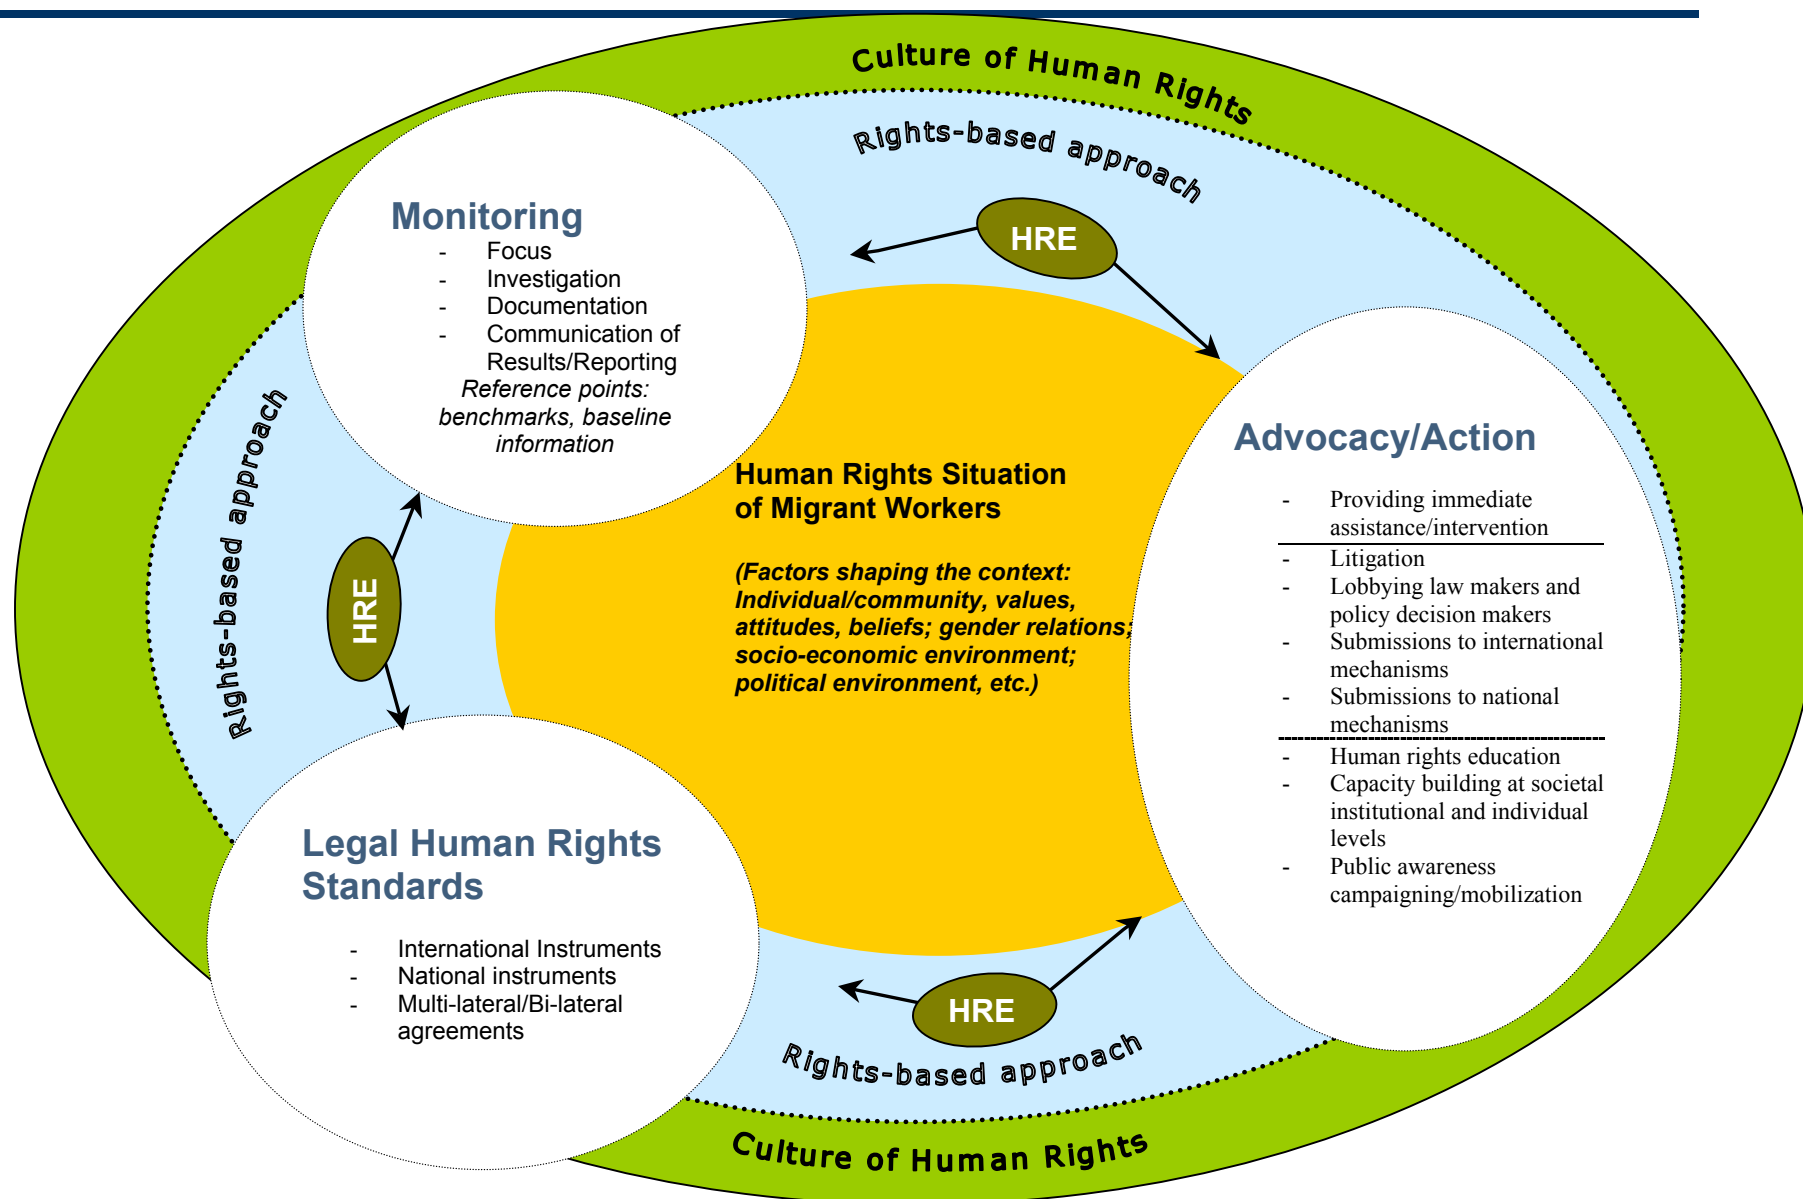 Culture of Human Rights
Rights-based approach
HRE
Monitoring
- Focus
- Investigation
- Documentation
- Communication of
Results/Reporting
Reference points:
benchmarks, baseline
information
Rights-based approach
HRE
Human Rights Situation
of Migrant Workers
(Factors shaping the context:
Individual/community, values,
attitudes, beliefs; gender relations;
socio-economic environment;
political environment, etc.)
Advocacy/Action
- Providing immediate
assistance/intervention
- Litigation
- Lobbying law makers and
policy decision makers
- Submissions to international
mechanisms
- Submissions to national
mechanisms
- Human rights education
- Capacity building at societal
institutional and individual
levels
- Public awareness
campaigning/mobilization
Legal Human Rights
Standards
- International Instruments
- National instruments
- Multi-lateral/Bi-lateral
agreements
HRE
Rights-based approach
Culture of Human Rights